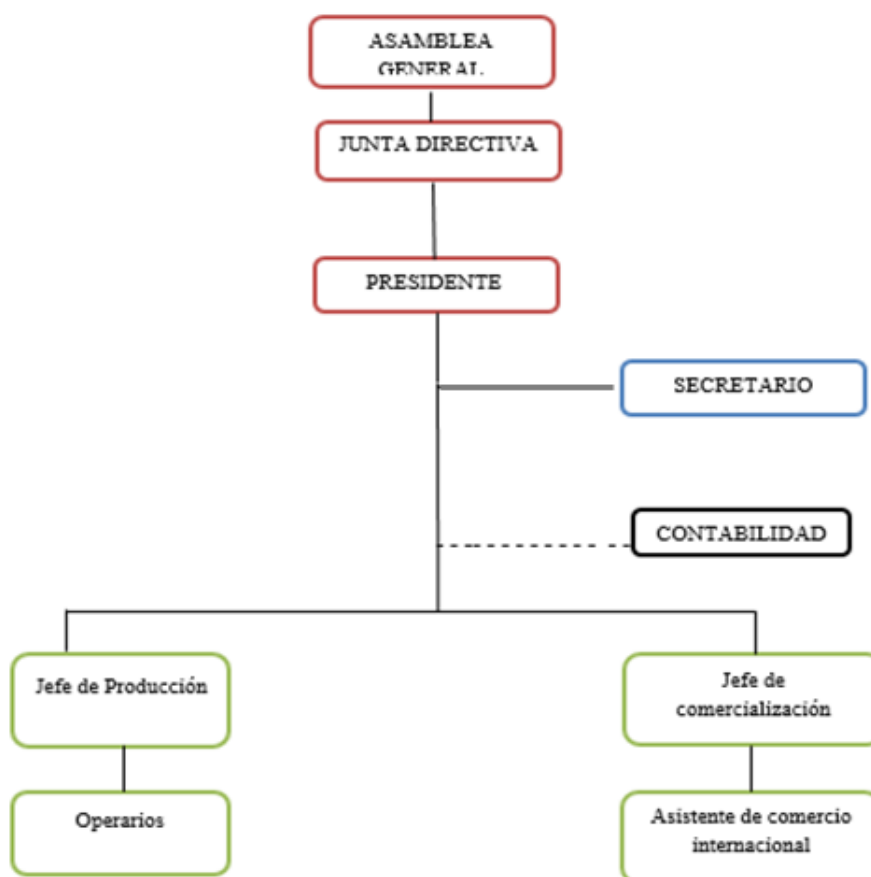 ASAMBLEA
GENERAL
JUNTA DIRECTIVA
PRESIDENTE
SECRETARIO
CONTABILIDAD
Jefe de Producción
Jefe de
comercialización
Operarios
Asistente de comercio
internacional